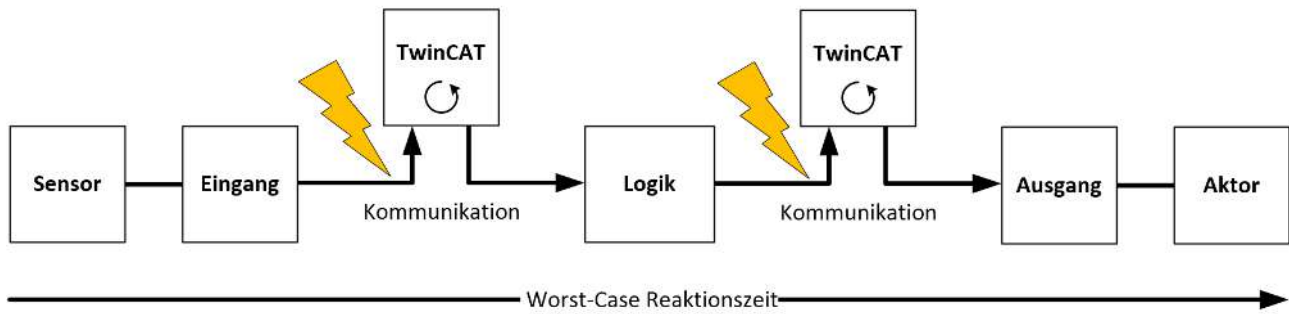 TwinCAT
TwinCAT
Sensor
Eingang
Logik
Ausgang
Aktor
Kommunikation
Kommunikation
Worst-Case Reaktionszeit